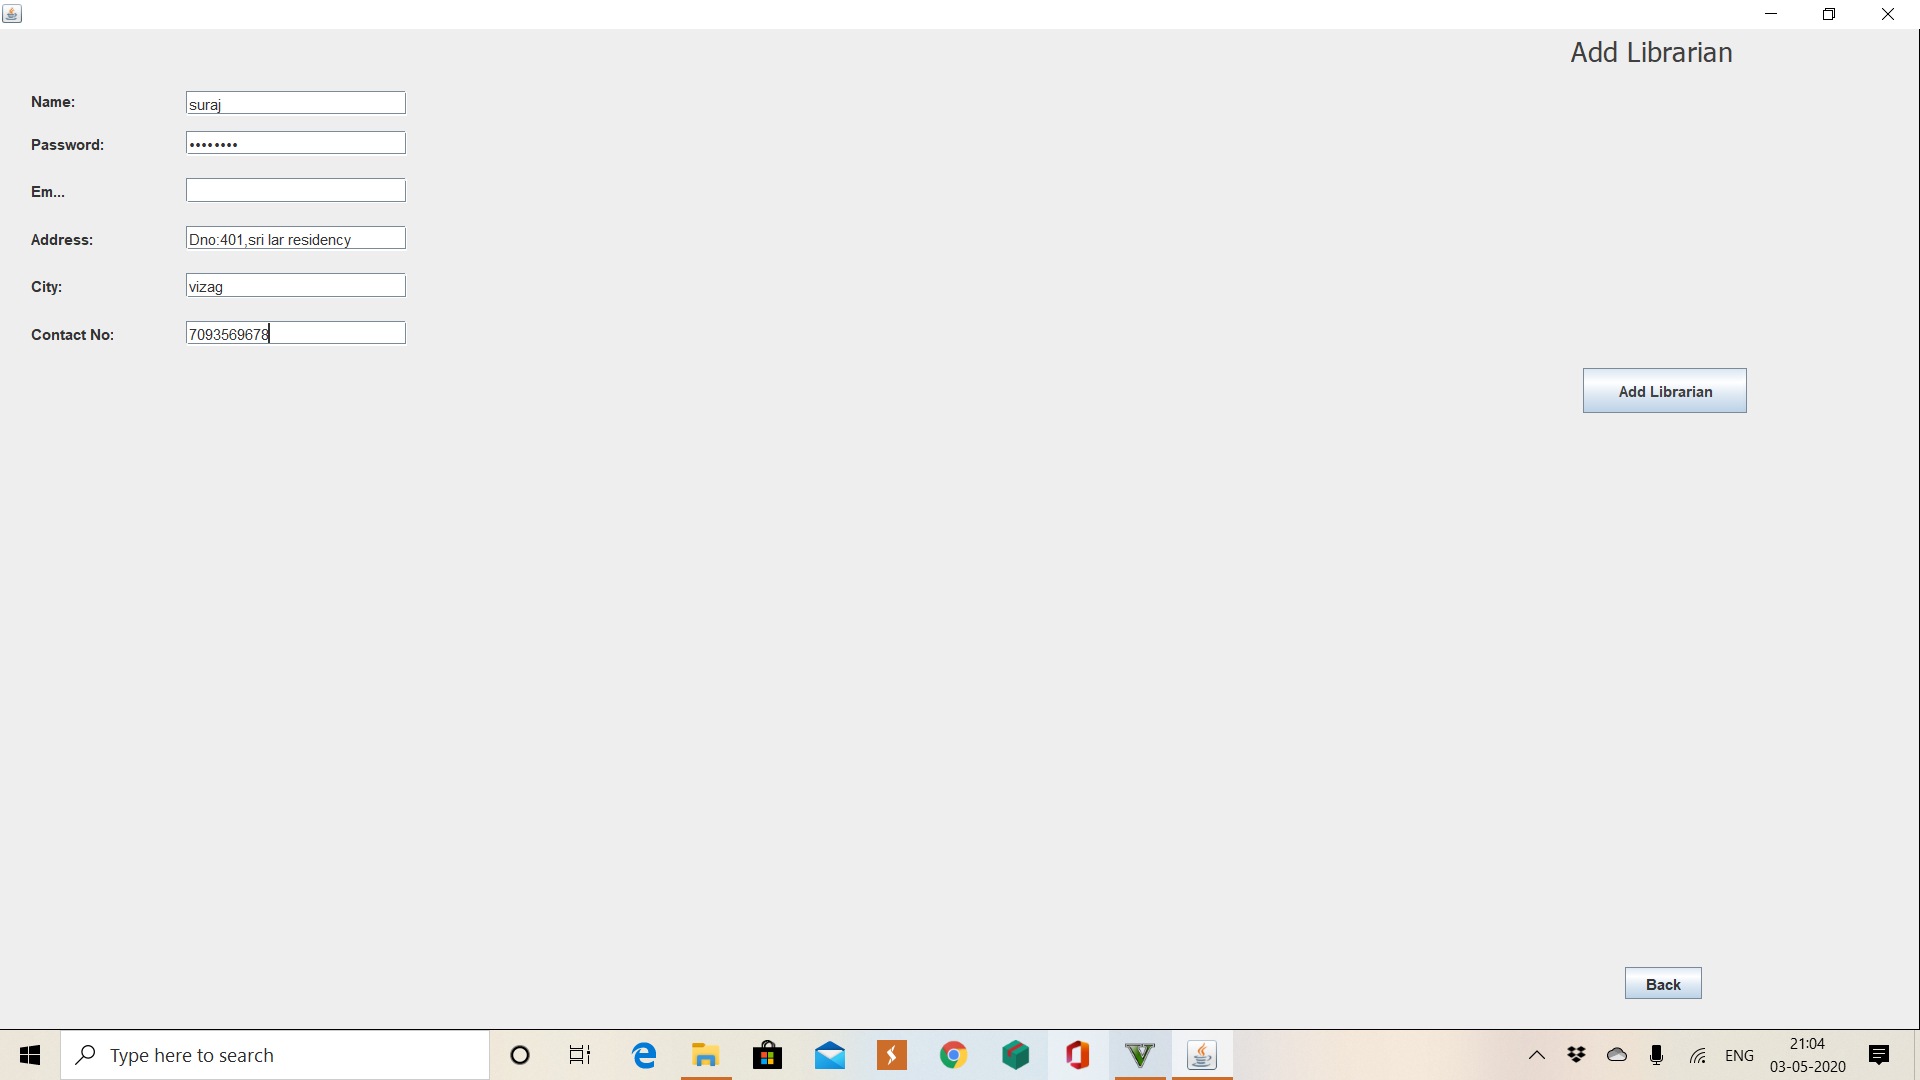 Add Librarian
Name: suraj
Password: ••••••••
Em...
Address: Dno:401,sri lar residency
City: vizag
Contact No: 7093569678
Add Librarian
Back
Type here to search
ENG
21:04
03-05-2020